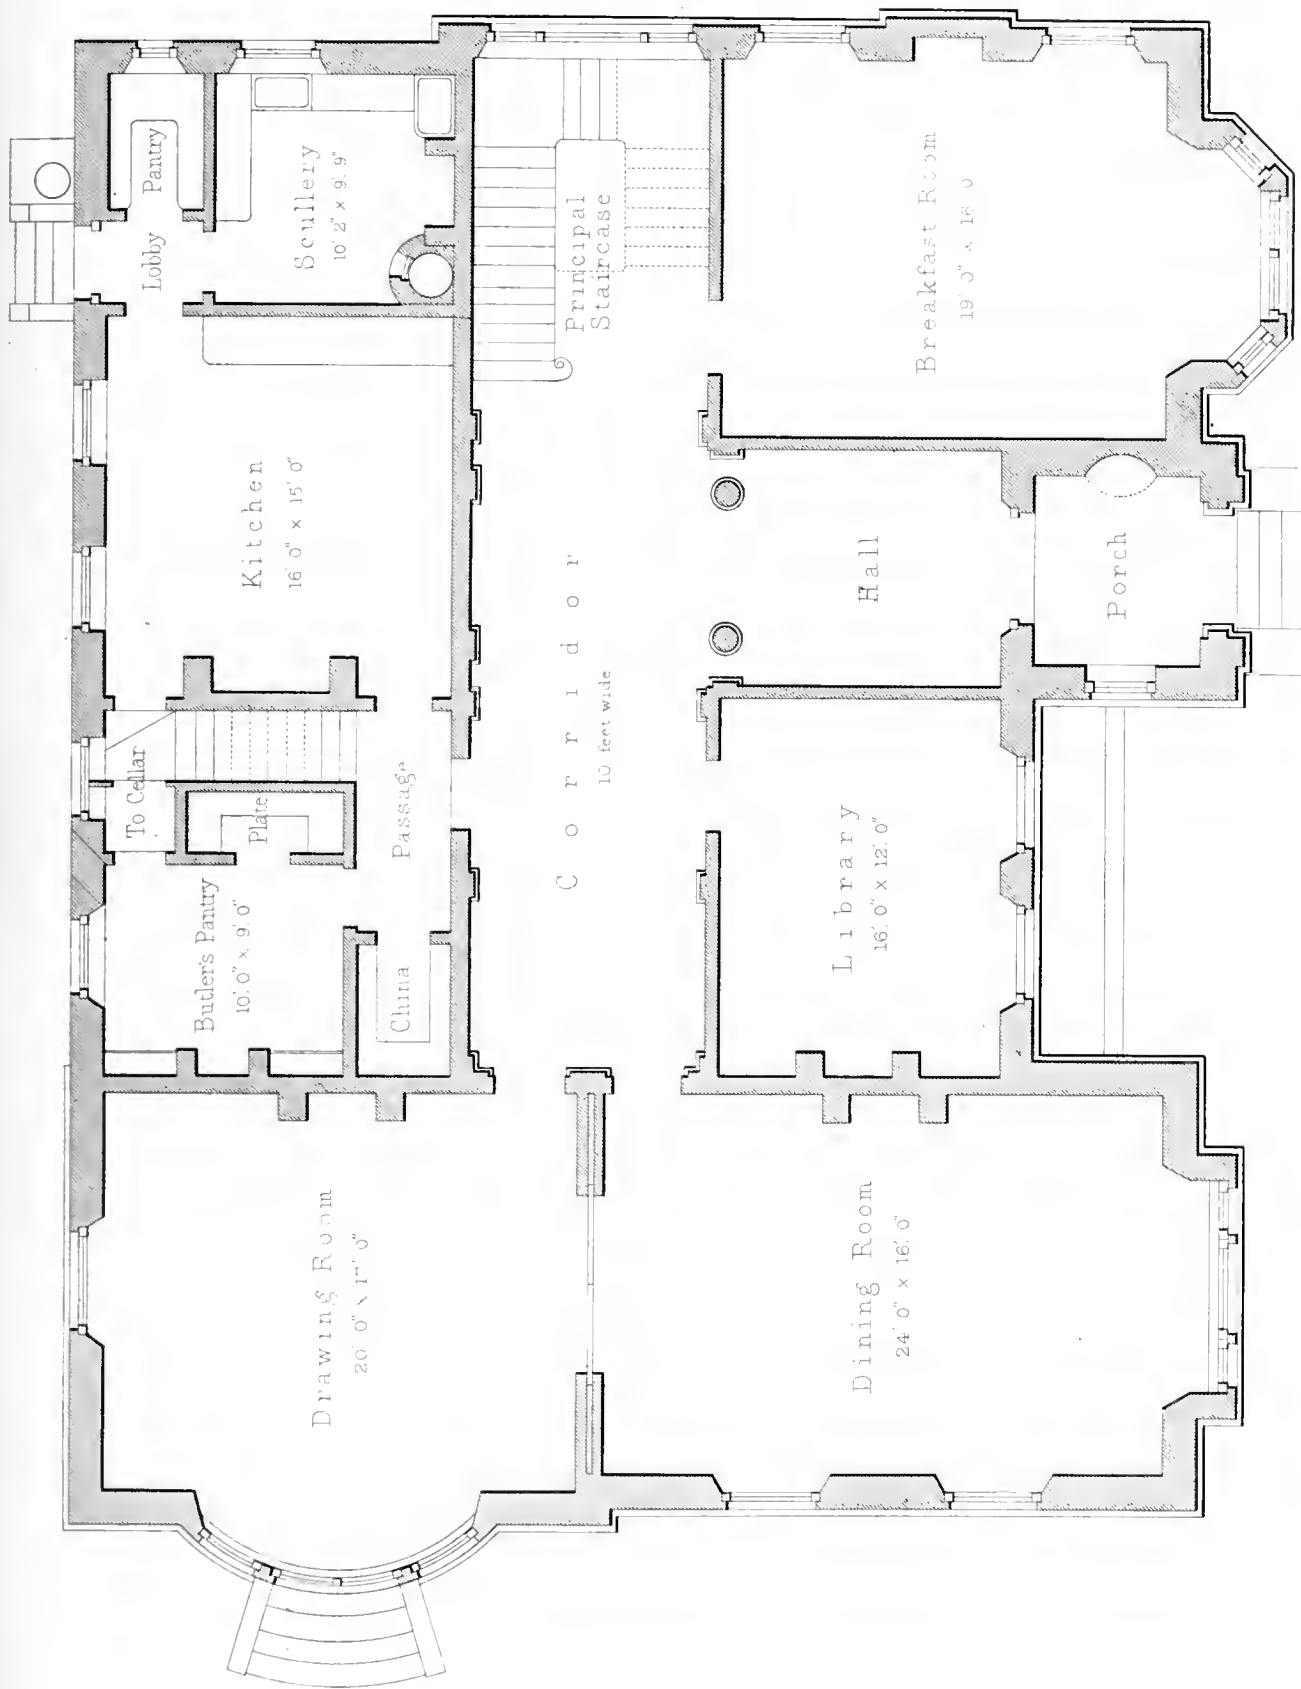 Pantry
Lobby
Scullery
10' 2" × 9' 9"
Principal
Staircase
Breakfast Room
19' 0" × 16' 0
Kitchen
16' 0" × 15' 0"
Hall
Porch
Corridor
10 feet wide
To Cellar
Plate
Passage
Butler's Pantry
10' 0" × 9' 0"
China
Library
16' 0" × 12' 0"
Drawing Room
20' 0" × 17' 0"
Dining Room
24' 0" × 16' 0"